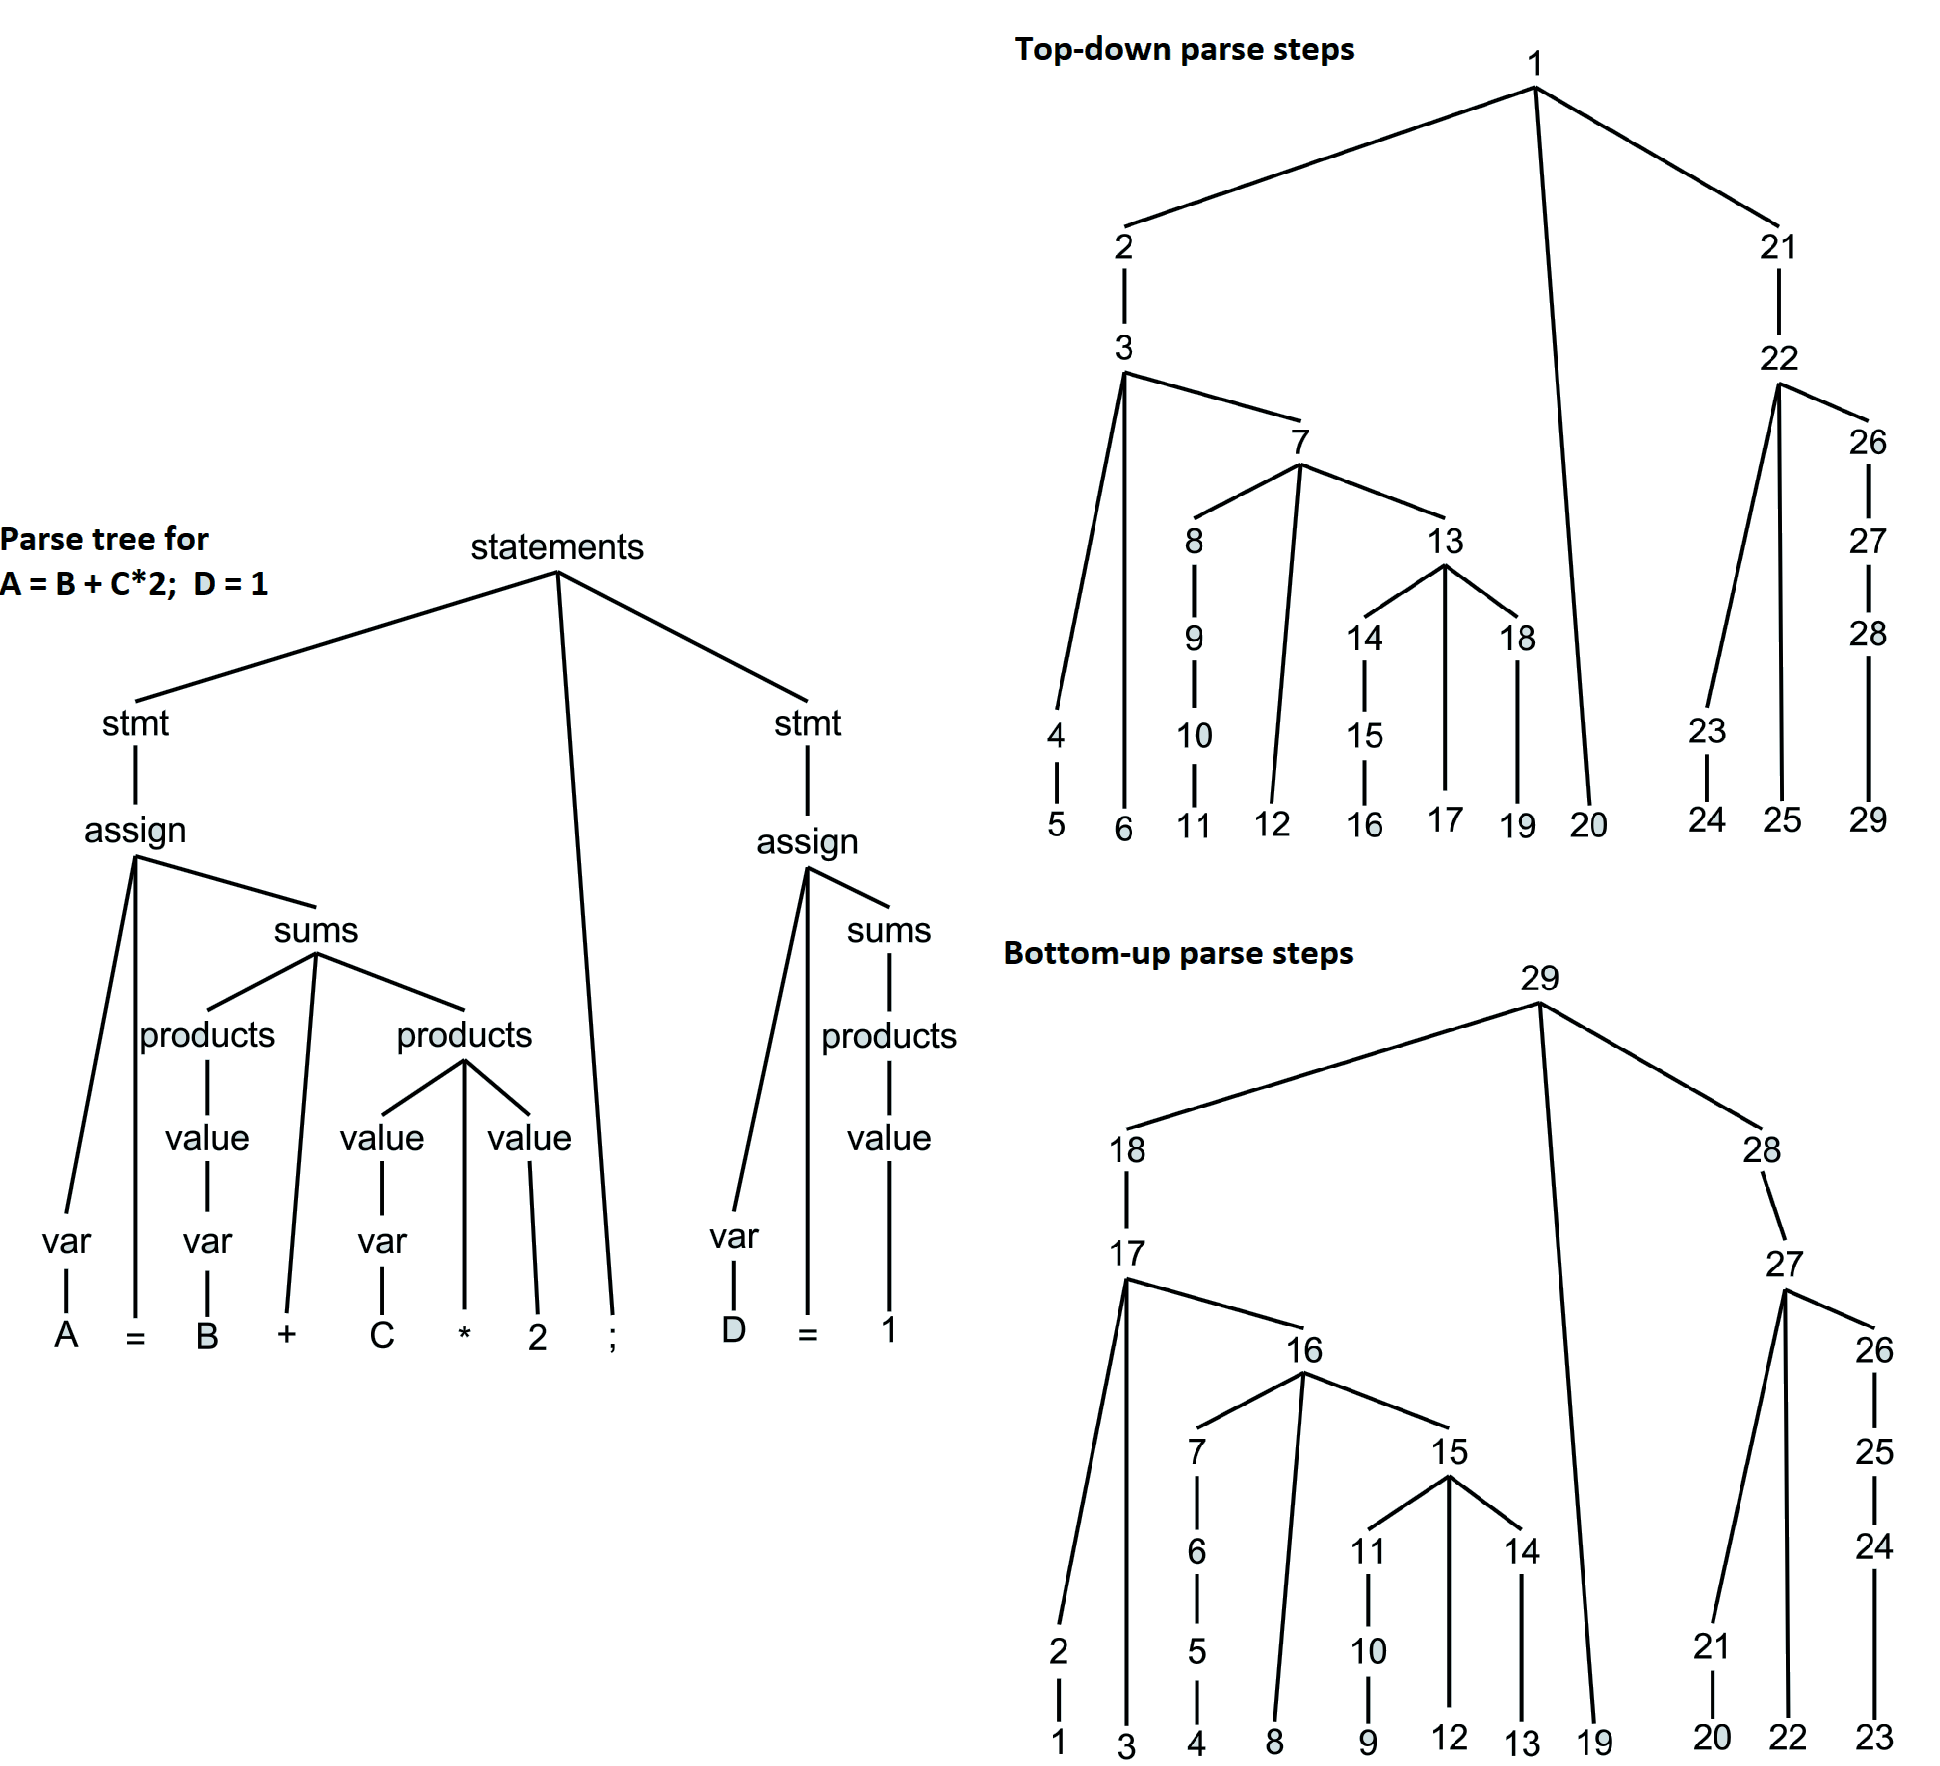 Top-down parse steps
1
2 21
3
22
7 26
8 13 27
9 14 18 28
4 10 15 23
5 6 11 12 16 17 19 20 24 25 29
Parse tree for
A = B + C*2; D = 1
statements
stmt stmt
assign assign
sums sums
products products products
value value value value
var var var var
A = B + C * 2 ; D = 1
Bottom-up parse steps
29
18 28
17 27
16 26
7 15 25
6 11 14 24
2 5 10 21
1 3 4 8 9 12 13 19 20 22 23